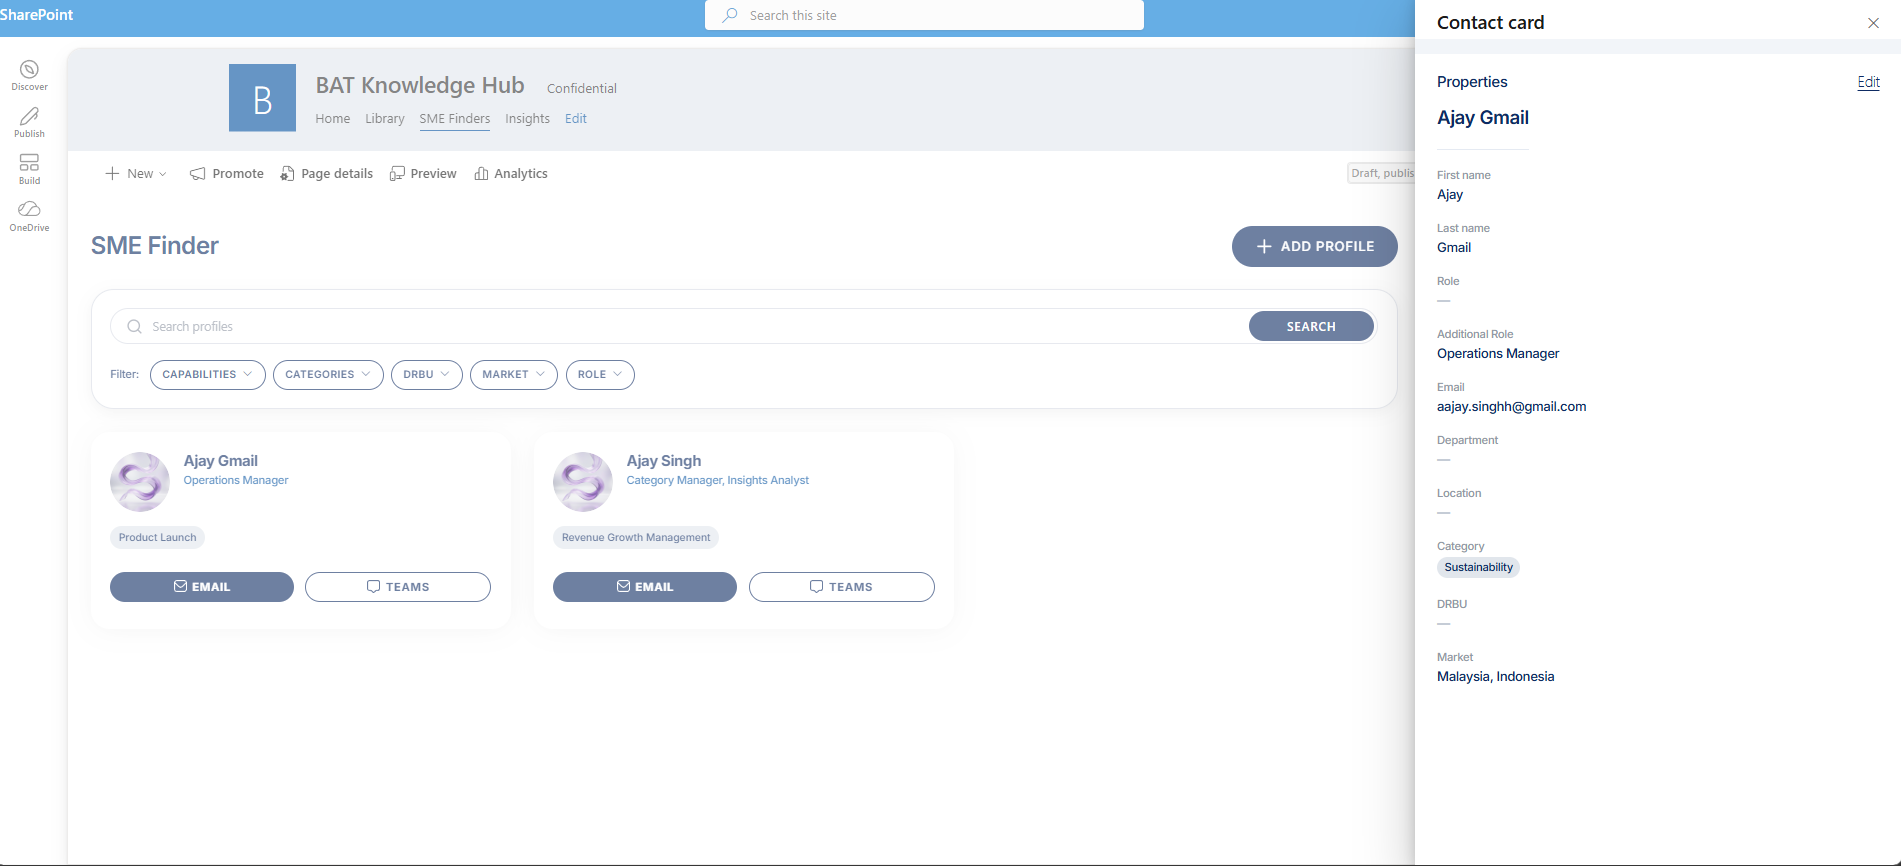 SharePoint
Search this site
Discover
Publish
Build
OneDrive
B
BAT Knowledge Hub
Confidential
Home Library SME Finders Insights Edit
New Promote Page details Preview Analytics
Draft, publis
SME Finder
ADD PROFILE
Search profiles
SEARCH
Filter: CAPABILITIES CATEGORIES DRBU MARKET ROLE
Ajay Gmail
Operations Manager
Product Launch
EMAIL TEAMS
Ajay Singh
Category Manager, Insights Analyst
Revenue Growth Management
EMAIL TEAMS
Contact card
Properties Edit
Ajay Gmail
First name
Ajay
Last name
Gmail
Role
—
Additional Role
Operations Manager
Email
aajay.singhh@gmail.com
Department
—
Location
—
Category
Sustainability
DRBU
—
Market
Malaysia, Indonesia